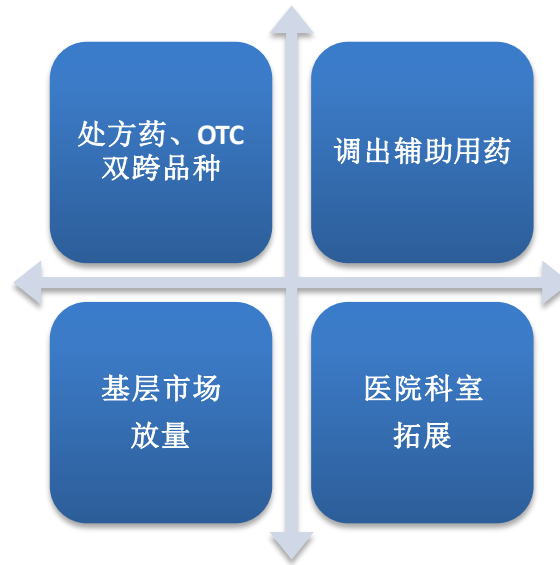 处方药、OTC
双跨品种
调出辅助用药
基层市场
放量
医院科室
拓展